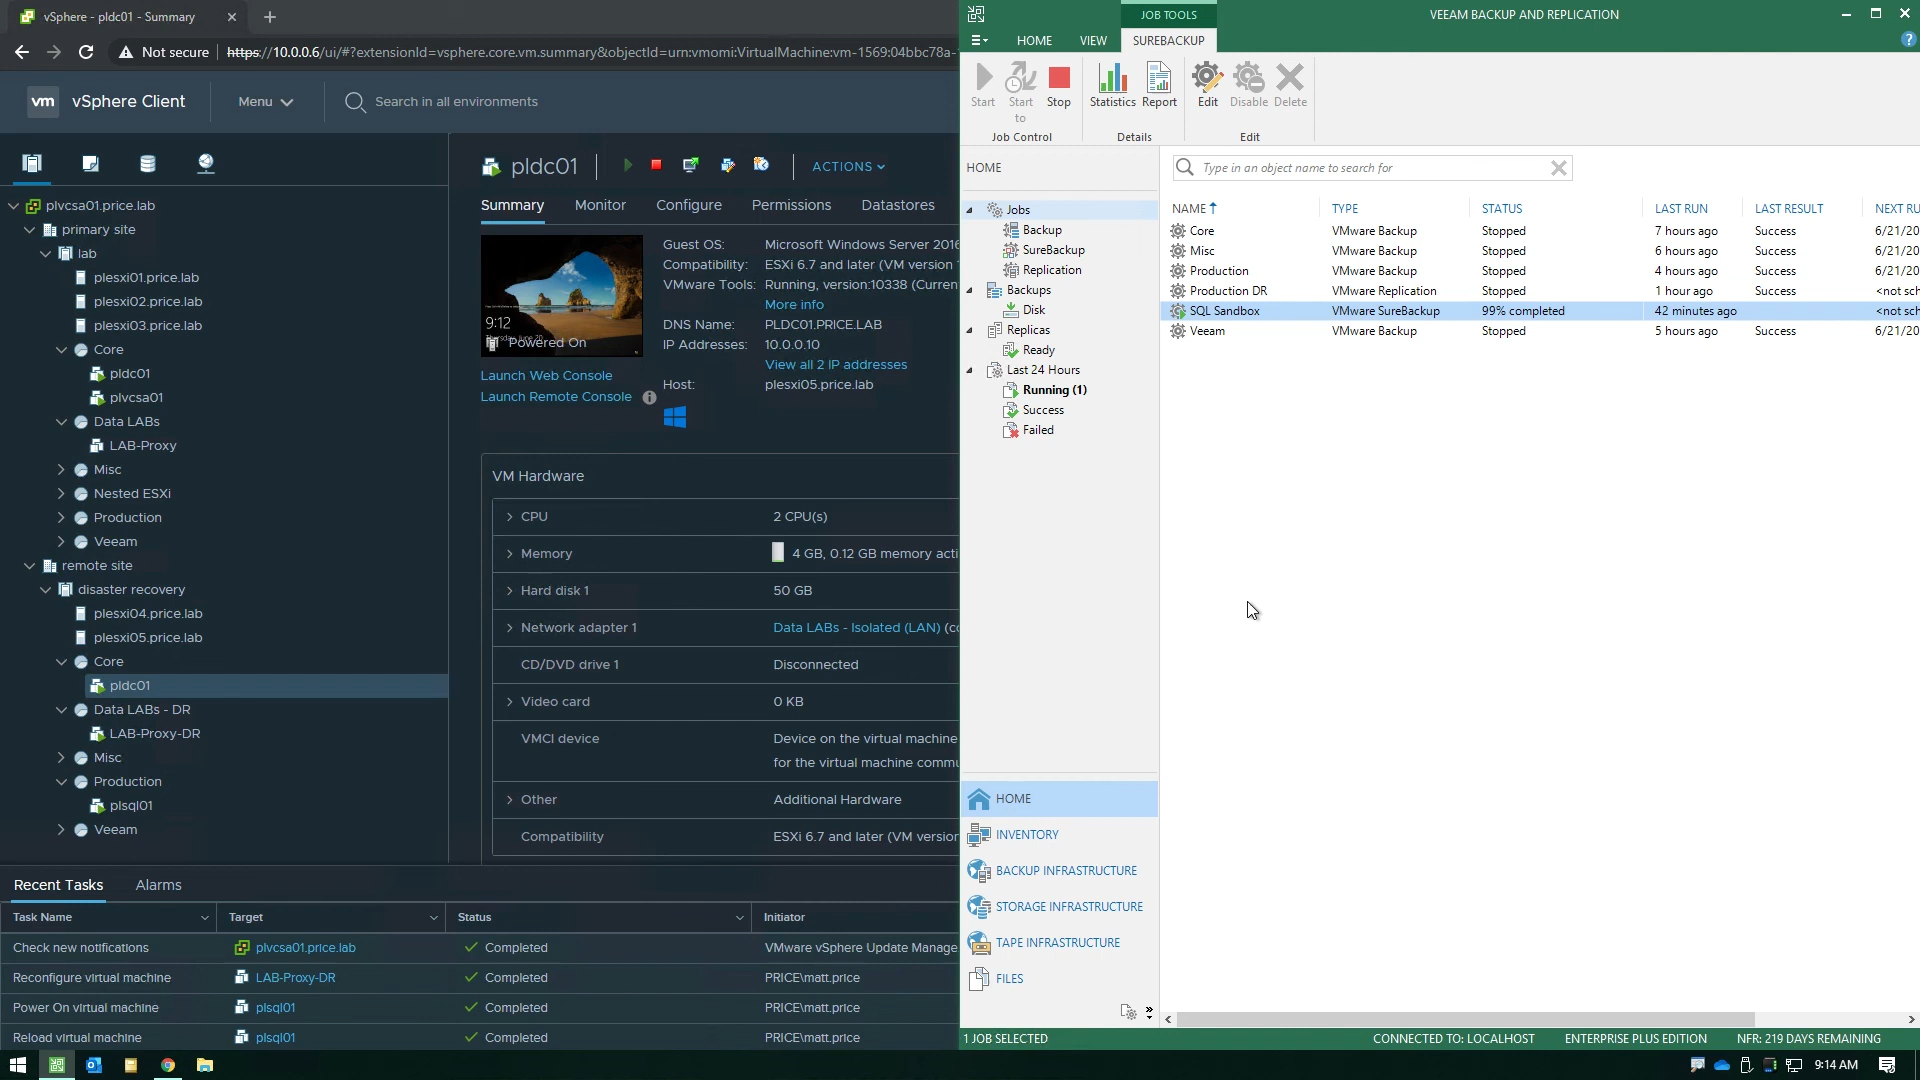 vSphere - pldc01 - Summary
Not secure
https://10.0.0.6/ui/#?extensionId=vsphere.core.vm.summary&objectId=urn:vmomi:VirtualMachine:vm-1569:04bbc78a-
vm vSphere Client
Menu
Search in all environments
plvcsa01.price.lab
primary site
lab
plesxi01.price.lab
plesxi02.price.lab
plesxi03.price.lab
Core
pldc01
plvcsa01
Data LABs
LAB-Proxy
Misc
Nested ESXi
Production
Veeam
remote site
disaster recovery
plesxi04.price.lab
plesxi05.price.lab
Core
pldc01
Data LABs - DR
LAB-Proxy-DR
Misc
Production
plsql01
Veeam
pldc01
ACTIONS
Summary Monitor Configure Permissions Datastores
9:12
Powered On
Launch Web Console
Launch Remote Console
Guest OS: Microsoft Windows Server 2016
Compatibility: ESXi 6.7 and later (VM version
VMware Tools: Running, version:10338 (Curren
More info
DNS Name: PLDC01.PRICE.LAB
IP Addresses: 10.0.0.10
View all 2 IP addresses
Host: plesxi05.price.lab
VM Hardware
CPU 2 CPU(s)
Memory 4 GB, 0.12 GB memory acti
Hard disk 1 50 GB
Network adapter 1 Data LABs - Isolated (LAN) (co
CD/DVD drive 1 Disconnected
Video card 0 KB
VMCI device Device on the virtual machine
for the virtual machine commu
Other Additional Hardware
Compatibility ESXi 6.7 and later (VM version
Recent Tasks Alarms
Task Name Target Status Initiator
Check new notifications plvcsa01.price.lab Completed VMware vSphere Update Manage
Reconfigure virtual machine LAB-Proxy-DR Completed PRICE\matt.price
Power On virtual machine plsql01 Completed PRICE\matt.price
Reload virtual machine plsql01 Completed PRICE\matt.price
JOB TOOLS
VEEAM BACKUP AND REPLICATION
HOME VIEW SUREBACKUP
Start
Start to
Stop
Statistics
Report
Edit
Disable
Delete
Job Control
Details
Edit
HOME
Jobs
Backup
SureBackup
Replication
Backups
Disk
Replicas
Ready
Last 24 Hours
Running (1)
Success
Failed
HOME
INVENTORY
BACKUP INFRASTRUCTURE
STORAGE INFRASTRUCTURE
TAPE INFRASTRUCTURE
FILES
Type in an object name to search for
NAME TYPE STATUS LAST RUN LAST RESULT NEXT RU
Core VMware Backup Stopped 7 hours ago Success 6/21/20
Misc VMware Backup Stopped 6 hours ago Success 6/21/20
Production VMware Backup Stopped 4 hours ago Success 6/21/20
Production DR VMware Replication Stopped 1 hour ago Success <not sch
SQL Sandbox VMware SureBackup 99% completed 42 minutes ago <not sch
Veeam VMware Backup Stopped 5 hours ago Success 6/21/20
1 JOB SELECTED
CONNECTED TO: LOCALHOST
ENTERPRISE PLUS EDITION
NFR: 219 DAYS REMAINING
9:14 AM